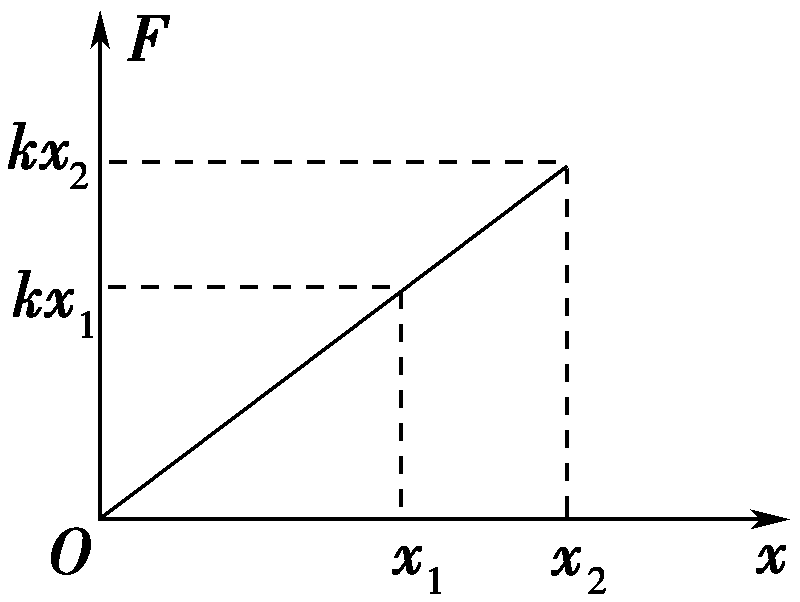 F
kx₂
kx₁
O
x₁
x₂
x